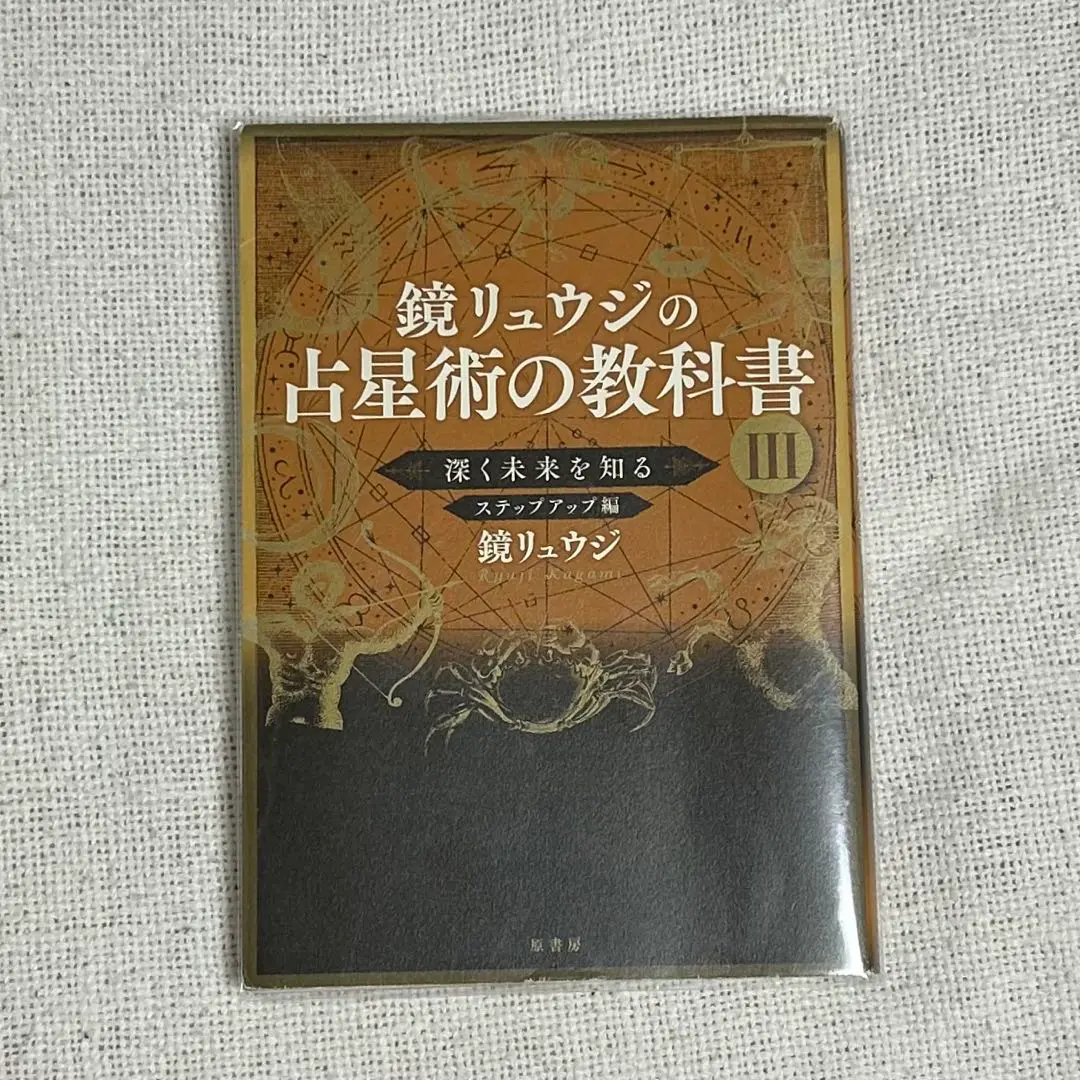 鏡リュウジの
占星術の教科書
III
深く未来を知る
ステップアップ編
鏡リュウジ
Ryuji Kagami
原書房